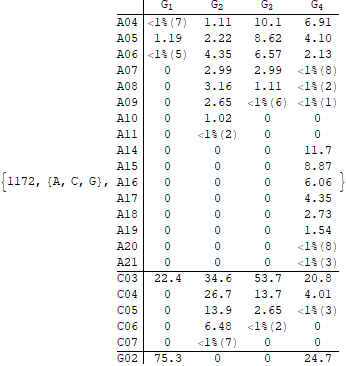 G₁ G₂ G₃ G₄
A04 <1%(7) 1.11 10.1 6.91
A05 1.19 2.22 8.62 4.10
A06 <1%(5) 4.35 6.57 2.13
A07 0 2.99 2.99 <1%(8)
A08 0 3.16 1.11 <1%(2)
A09 0 2.65 <1%(6) <1%(1)
A10 0 1.02 0 0
A11 0 <1%(2) 0 0
A14 0 0 0 11.7
A15 0 0 0 8.87
{1172, {A, C, G}, A16 0 0 0 6.06 }
A17 0 0 0 4.35
A18 0 0 0 2.73
A19 0 0 0 1.54
A20 0 0 0 <1%(8)
A21 0 0 0 <1%(3)
C03 22.4 34.6 53.7 20.8
C04 0 26.7 13.7 4.01
C05 0 13.9 2.65 <1%(3)
C06 0 6.48 <1%(2) 0
C07 0 <1%(7) 0 0
G02 75.3 0 0 24.7